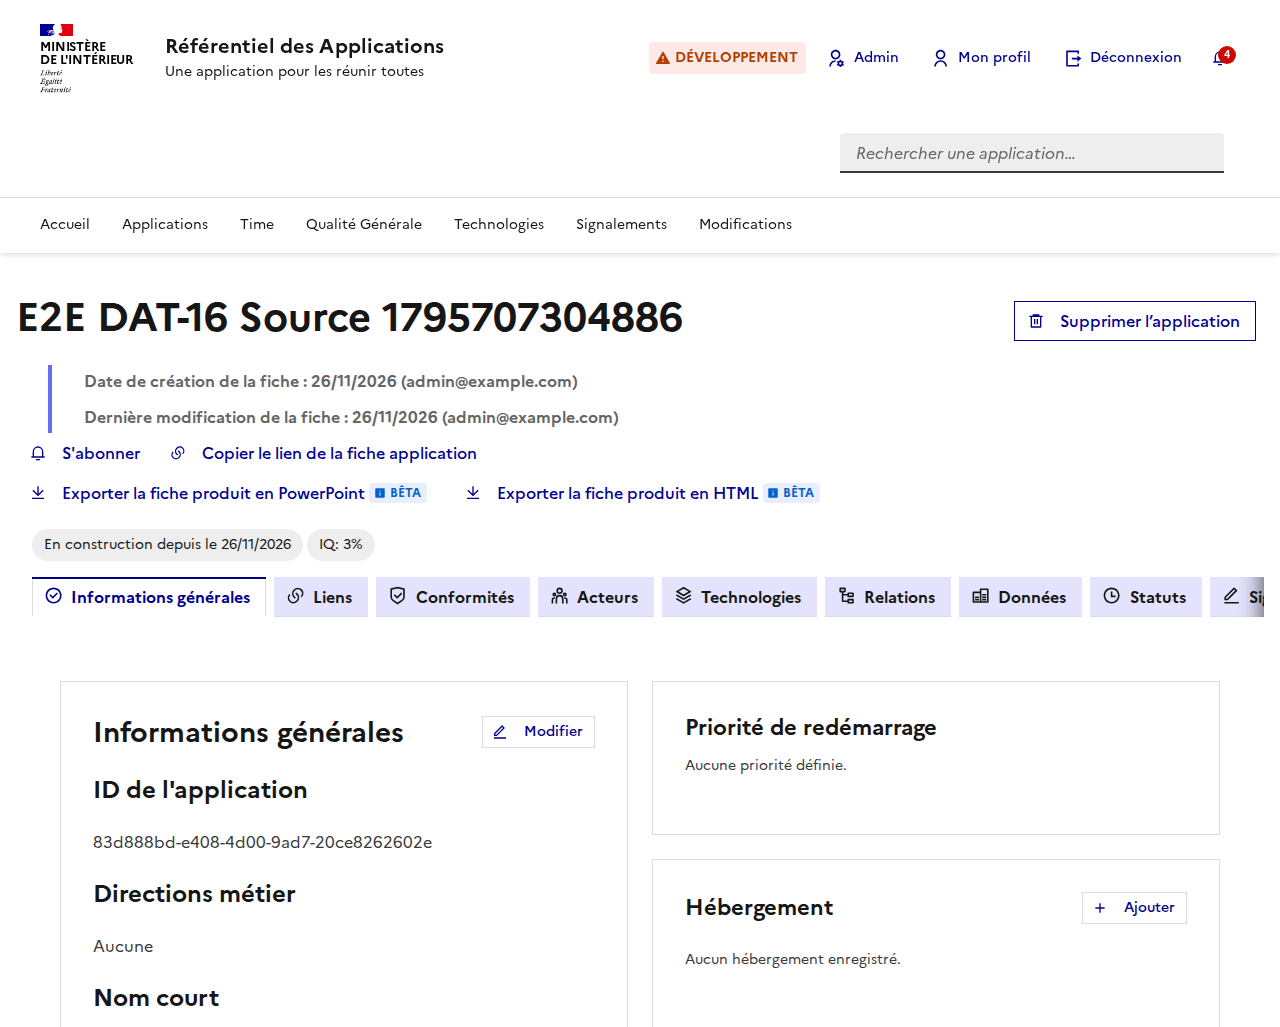 MINISTÈRE
DE L'INTÉRIEUR
Liberté
Égalité
Fraternité
Référentiel des Applications
Une application pour les réunir toutes
DÉVELOPPEMENT
Admin
Mon profil
Déconnexion
4
Rechercher une application…
Accueil
Applications
Time
Qualité Générale
Technologies
Signalements
Modifications
E2E DAT-16 Source 1795707304886
Supprimer l’application
Date de création de la fiche : 26/11/2026 (admin@example.com)
Dernière modification de la fiche : 26/11/2026 (admin@example.com)
S'abonner
Copier le lien de la fiche application
Exporter la fiche produit en PowerPoint
BÊTA
Exporter la fiche produit en HTML
BÊTA
En construction depuis le 26/11/2026
IQ: 3%
Informations générales
Liens
Conformités
Acteurs
Technologies
Relations
Données
Statuts
Informations générales
Modifier
ID de l'application
83d888bd-e408-4d00-9ad7-20ce8262602e
Directions métier
Aucune
Nom court
Priorité de redémarrage
Aucune priorité définie.
Hébergement
Ajouter
Aucun hébergement enregistré.